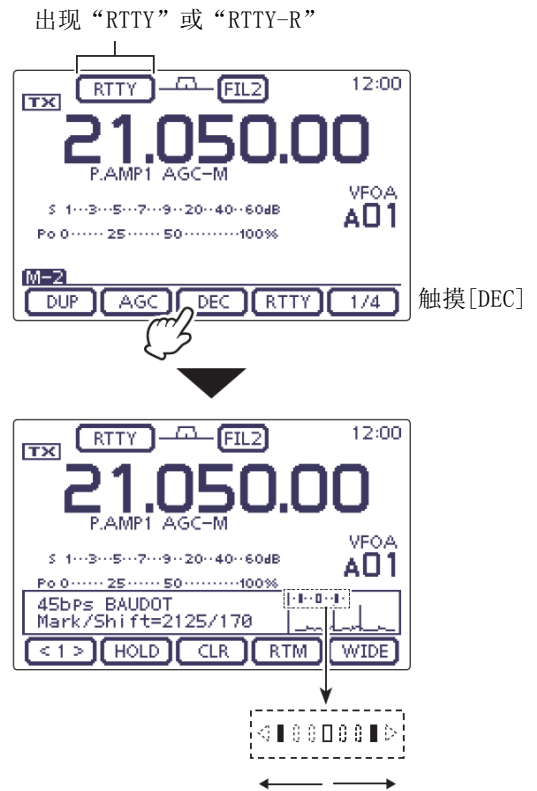 出现“RTTY”或“RTTY-R”
TX RTTY FIL2 12:00
21.050.00
P.AMP1 AGC-M
VFOA
S 1···3···5···7···9··20··40··60dB
A01
Po 0······25······50··········100%
M-2
DUP AGC DEC RTTY 1/4
触摸[DEC]
TX RTTY FIL2 12:00
21.050.00
P.AMP1 AGC-M
VFOA
S 1···3···5···7···9··20··40··60dB
A01
Po 0······25······50··········100%
45bps BAUDOT
Mark/Shift=2125/170
<1> HOLD CLR RTM WIDE